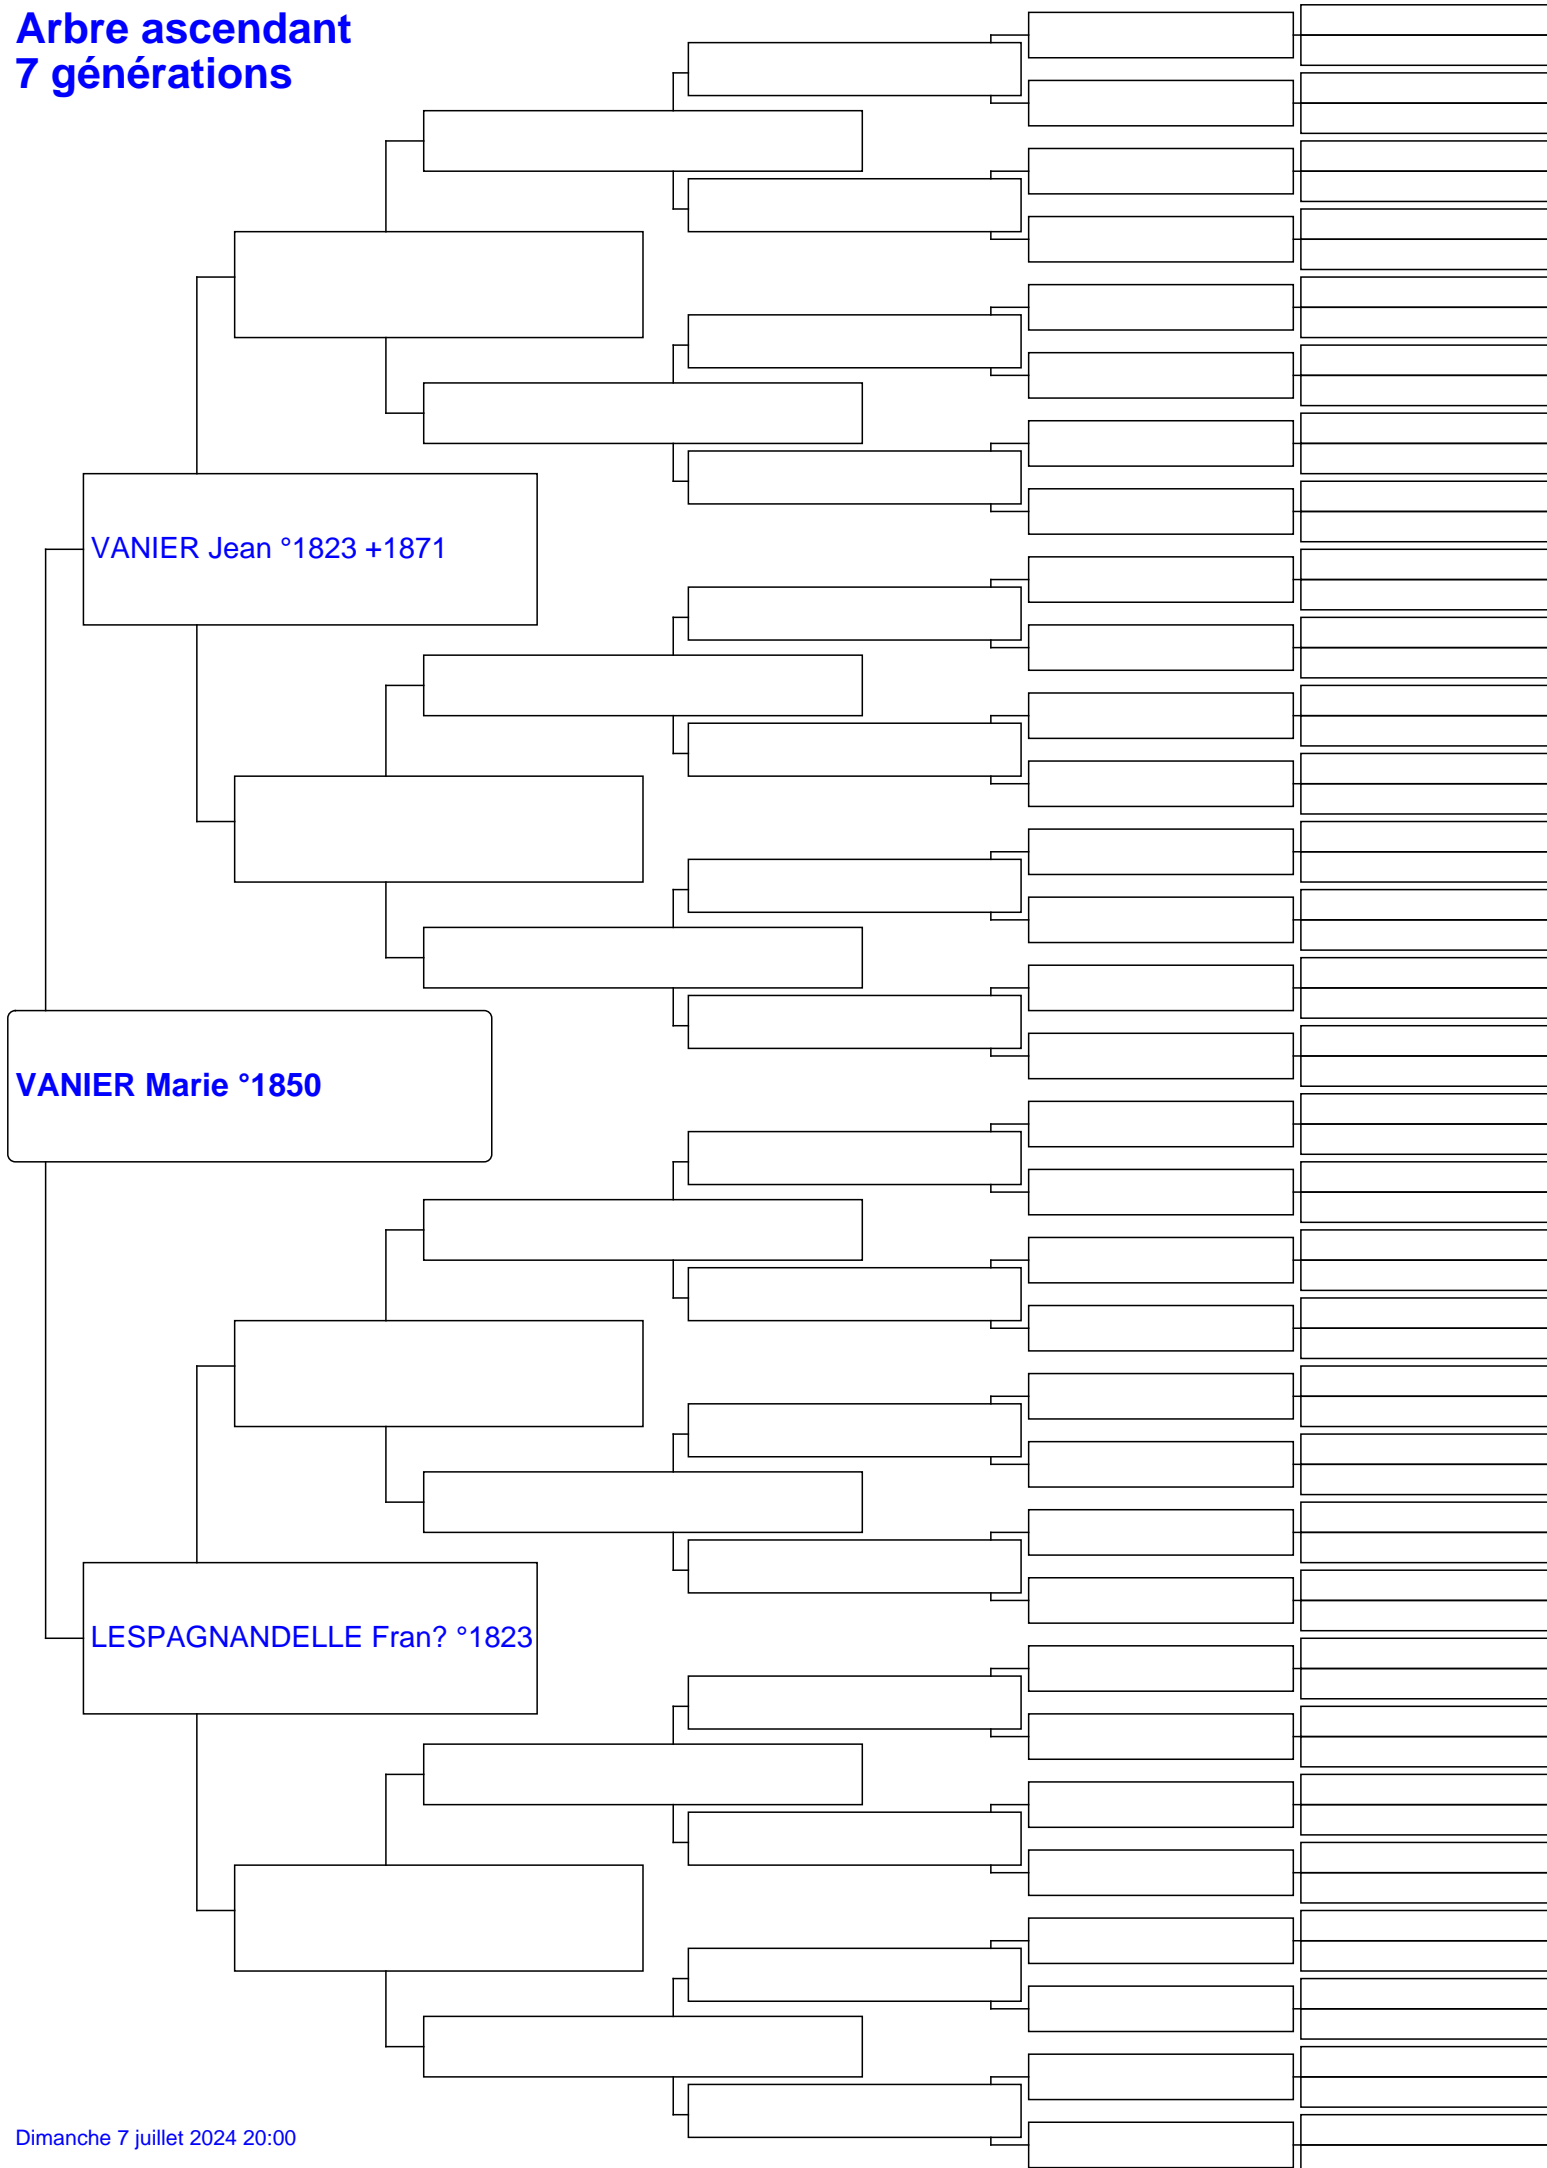 Arbre ascendant
7 générations
VANIER Jean °1823 +1871
VANIER Marie °1850
LESPAGNANDELLE Fran? °1823
Dimanche 7 juillet 2024 20:00